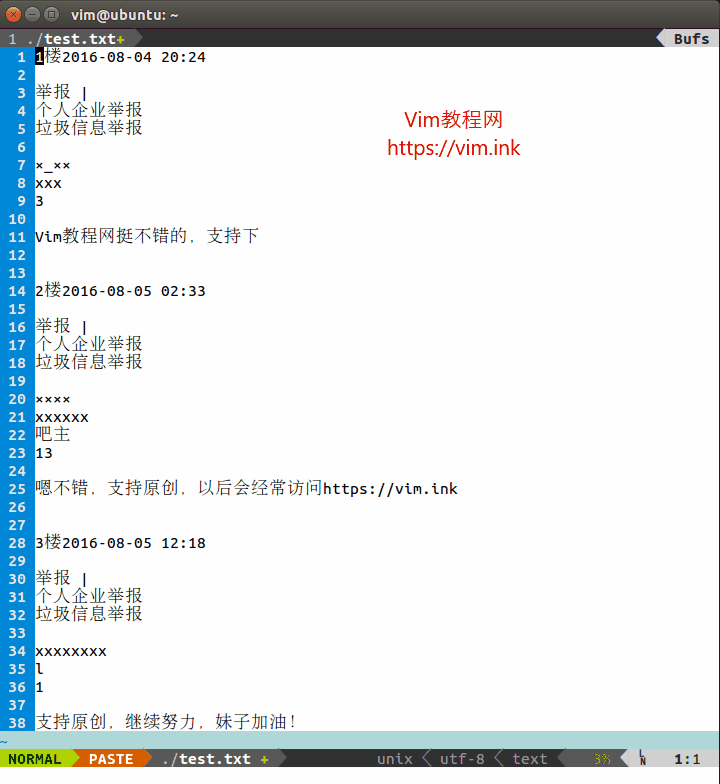 vim@ubuntu: ~
1 ./test.txt+ Bufs
1 1楼2016-08-04 20:24
2
3 举报 |
4 个人企业举报
5 垃圾信息举报
6
7 ×_××
8 xxx
9 3
10
11 Vim教程网挺不错的，支持下
12
13
14 2楼2016-08-05 02:33
15
16 举报 |
17 个人企业举报
18 垃圾信息举报
19
20 ××××
21 xxxxxx
22 吧主
23 13
24
25 嗯不错，支持原创，以后会经常访问https://vim.ink
26
27
28 3楼2016-08-05 12:18
29
30 举报 |
31 个人企业举报
32 垃圾信息举报
33
34 xxxxxxxx
35 l
36 1
37
38 支持原创，继续努力，妹子加油！
~
NORMAL PASTE ./test.txt + unix utf-8 text 3% LN 1:1
Vim教程网
https://vim.ink